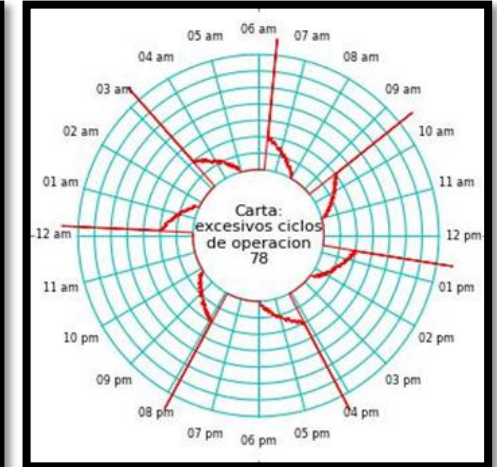 06 am
07 am
08 am
09 am
10 am
11 am
12 pm
01 pm
02 pm
03 pm
04 pm
05 pm
06 pm
07 pm
08 pm
09 pm
10 pm
11 am
12 am
01 am
02 am
03 am
04 am
05 am
Carta:
excesivos ciclos
de operacion
78